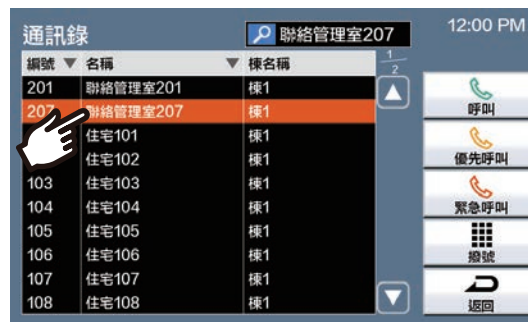 通訊錄
聯絡管理室207
12:00 PM
編號 ▼ 名稱 ▼ 棟名稱
1/2
201 聯絡管理室201 棟1
207 聯絡管理室207 棟1
住宅101 棟1
住宅102 棟1
103 住宅103 棟1
104 住宅104 棟1
105 住宅105 棟1
106 住宅106 棟1
107 住宅107 棟1
108 住宅108 棟1
呼叫
優先呼叫
緊急呼叫
撥號
返回